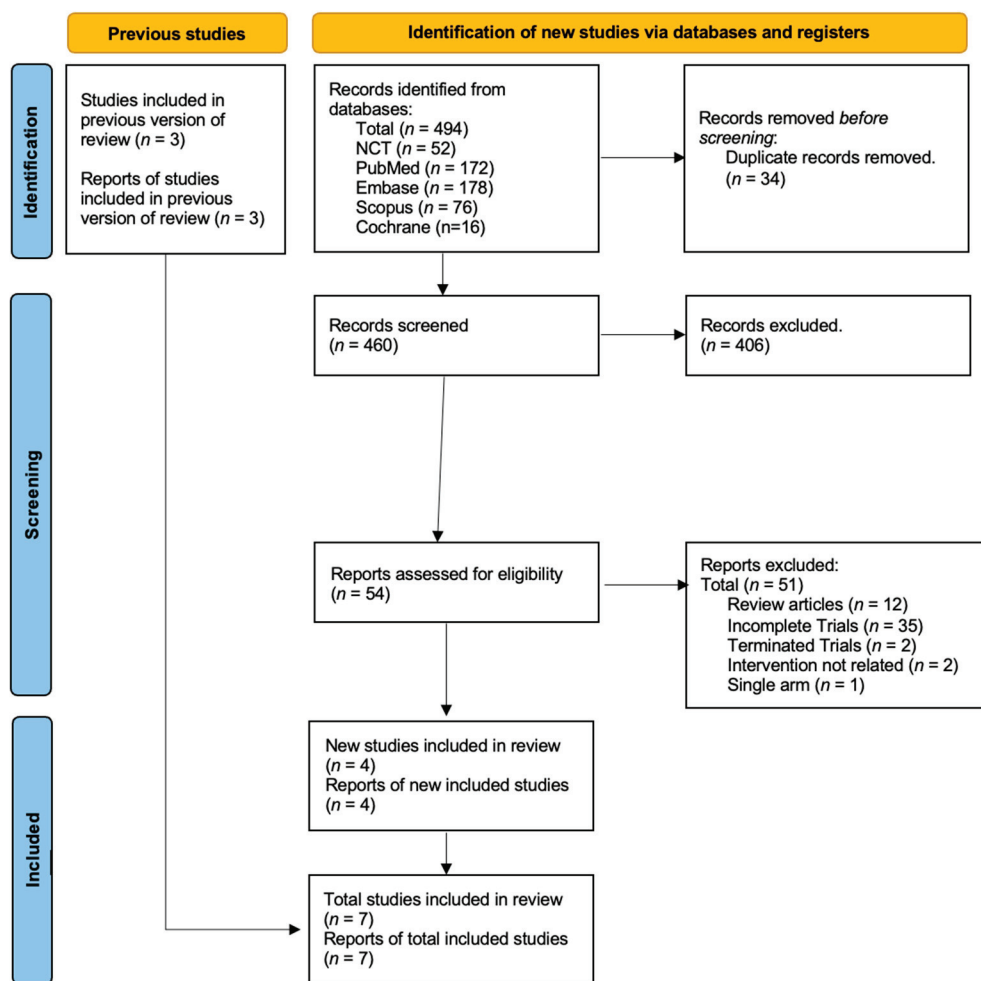 Previous studies
Identification of new studies via databases and registers
Identification
Studies included in
previous version of
review (n = 3)
Reports of studies
included in previous
version of review (n = 3)
Records identified from
databases:
Total (n = 494)
NCT (n = 52)
PubMed (n = 172)
Embase (n = 178)
Scopus (n = 76)
Cochrane (n=16)
Records removed before
screening:
Duplicate records removed.
(n = 34)
Screening
Records screened
(n = 460)
Records excluded.
(n = 406)
Reports assessed for eligibility
(n = 54)
Reports excluded:
Total (n = 51)
Review articles (n = 12)
Incomplete Trials (n = 35)
Terminated Trials (n = 2)
Intervention not related (n = 2)
Single arm (n = 1)
Included
New studies included in review
(n = 4)
Reports of new included studies
(n = 4)
Total studies included in review
(n = 7)
Reports of total included studies
(n = 7)